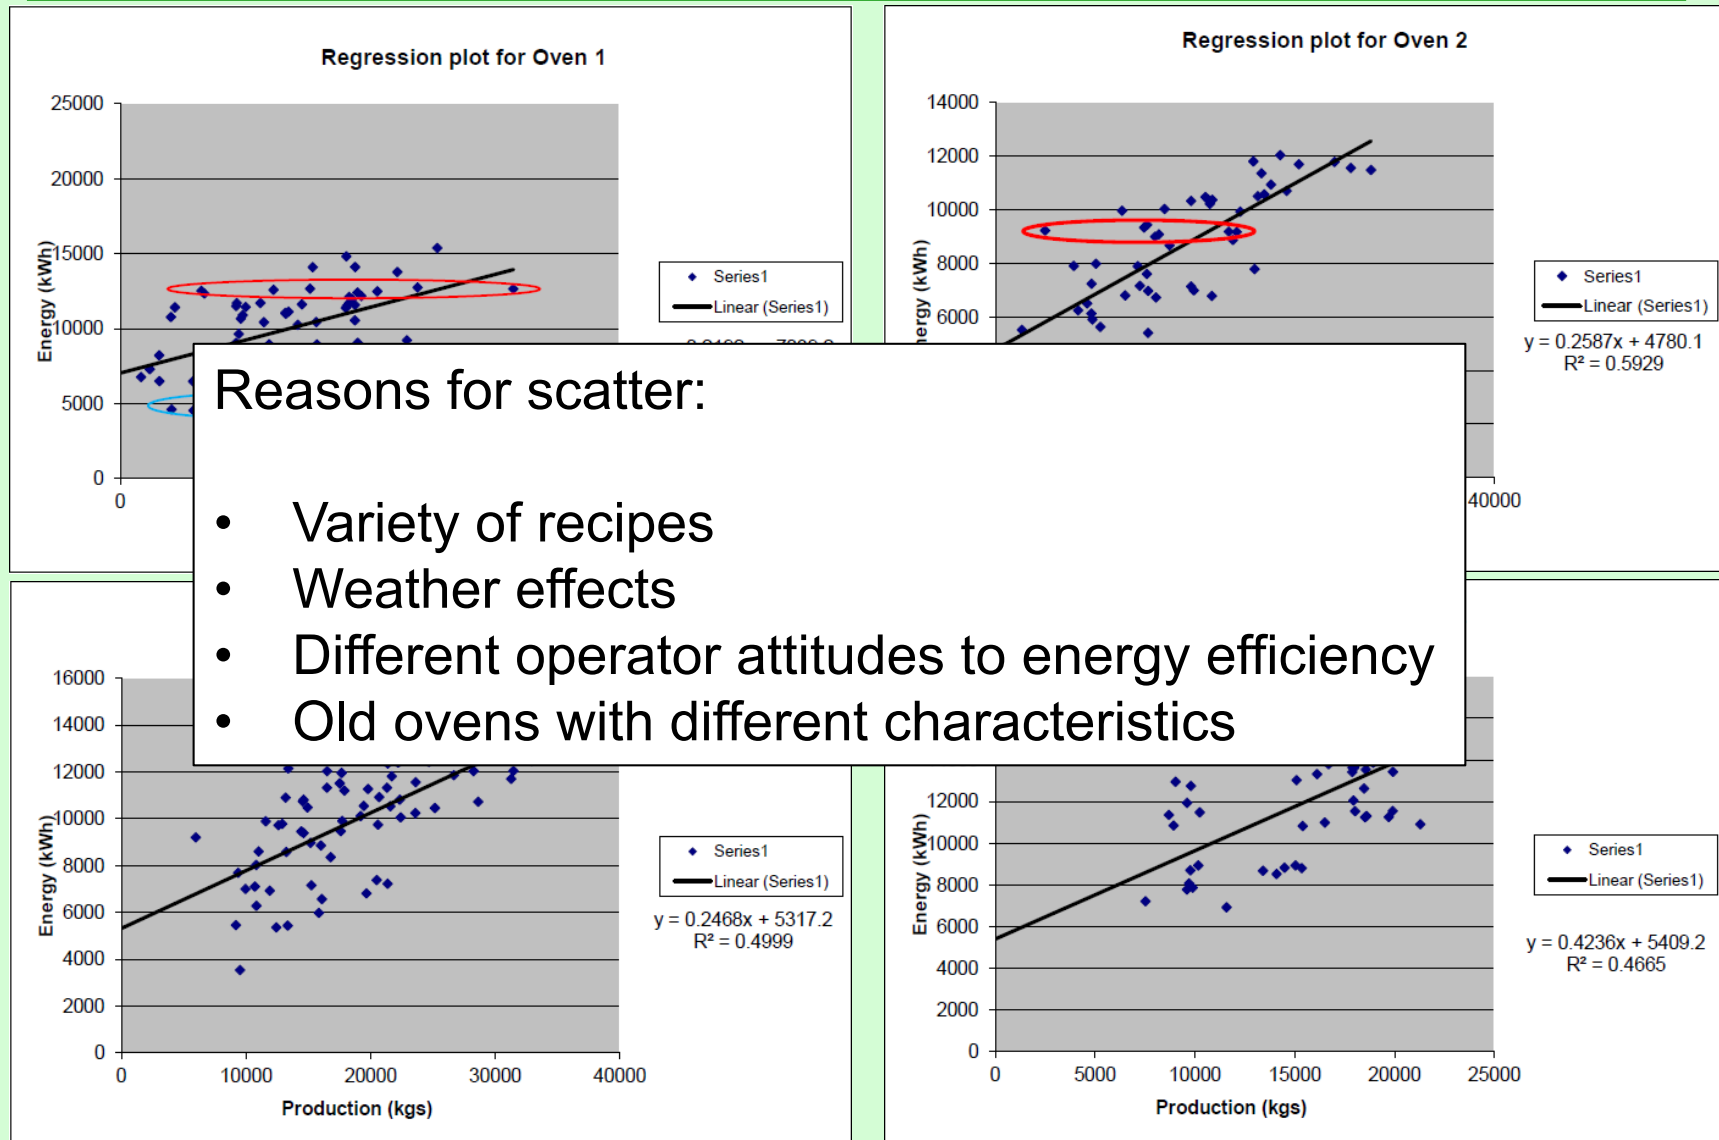 Regression plot for Oven 1
25000
20000
15000
10000
5000
0
0
Energy (kWh)
Series1
Linear (Series1)
Regression plot for Oven 2
14000
12000
10000
8000
6000
40000
Series1
Linear (Series1)
y = 0.2587x + 4780.1
R² = 0.5929
Reasons for scatter:
• Variety of recipes
• Weather effects
• Different operator attitudes to energy efficiency
• Old ovens with different characteristics
16000
14000
12000
10000
8000
6000
4000
2000
0
0 10000 20000 30000 40000
Energy (kWh)
Production (kgs)
Series1
Linear (Series1)
y = 0.2468x + 5317.2
R² = 0.4999
12000
10000
8000
6000
4000
2000
0
0 5000 10000 15000 20000 25000
Energy (kWh)
Production (kgs)
Series1
Linear (Series1)
y = 0.4236x + 5409.2
R² = 0.4665